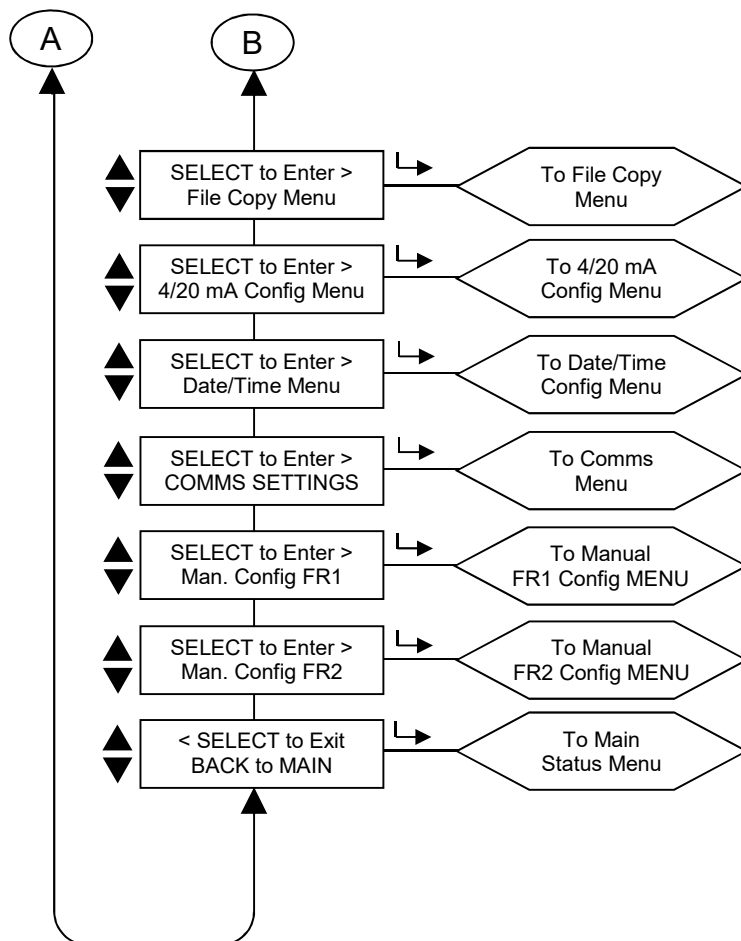 A
B
SELECT to Enter >
File Copy Menu
To File Copy
Menu
SELECT to Enter >
4/20 mA Config Menu
To 4/20 mA
Config Menu
SELECT to Enter >
Date/Time Menu
To Date/Time
Config Menu
SELECT to Enter >
COMMS SETTINGS
To Comms
Menu
SELECT to Enter >
Man. Config FR1
To Manual
FR1 Config MENU
SELECT to Enter >
Man. Config FR2
To Manual
FR2 Config MENU
< SELECT to Exit
BACK to MAIN
To Main
Status Menu